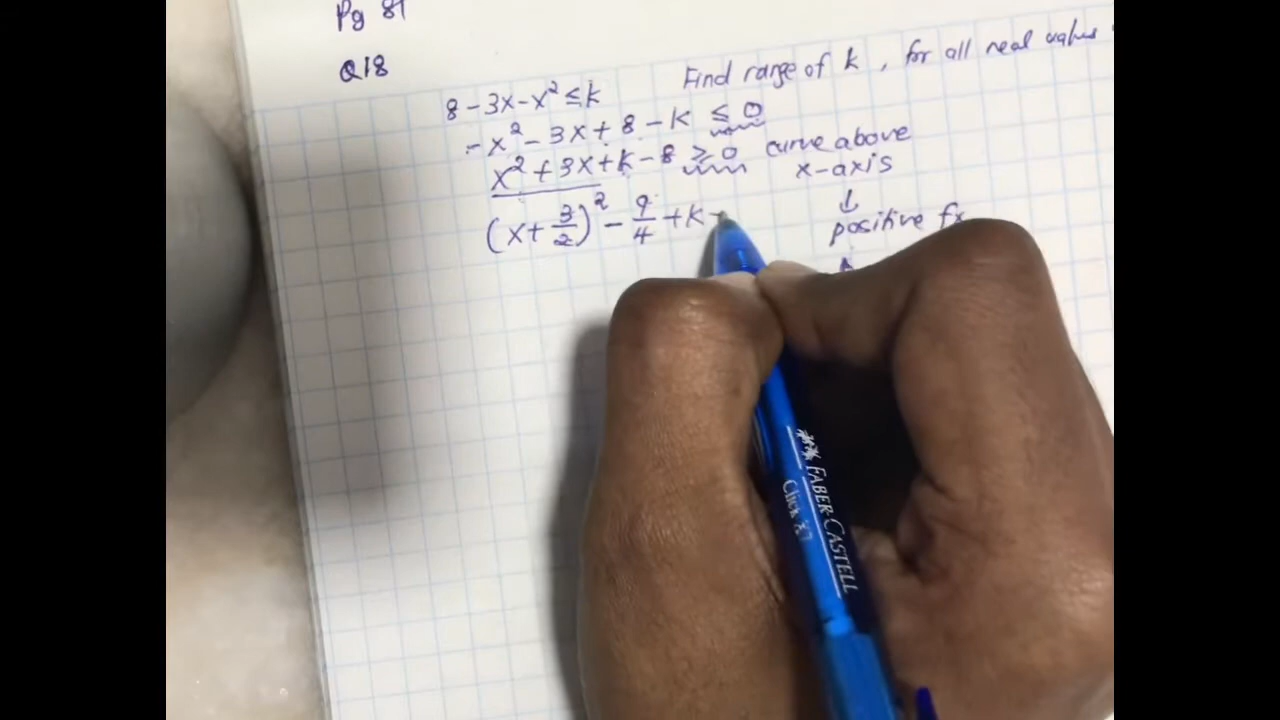 Pg 81
Q18
Find range of k, for all real value
8 - 3x - x² ≤ k
- x² - 3x + 8 - k ≤ 0
x² + 3x + k - 8 ≥ 0 curve above
x-axis
↓
(x + 3/2)² - 9/4 + k - positive fx
FABER-CASTELL
Click X7